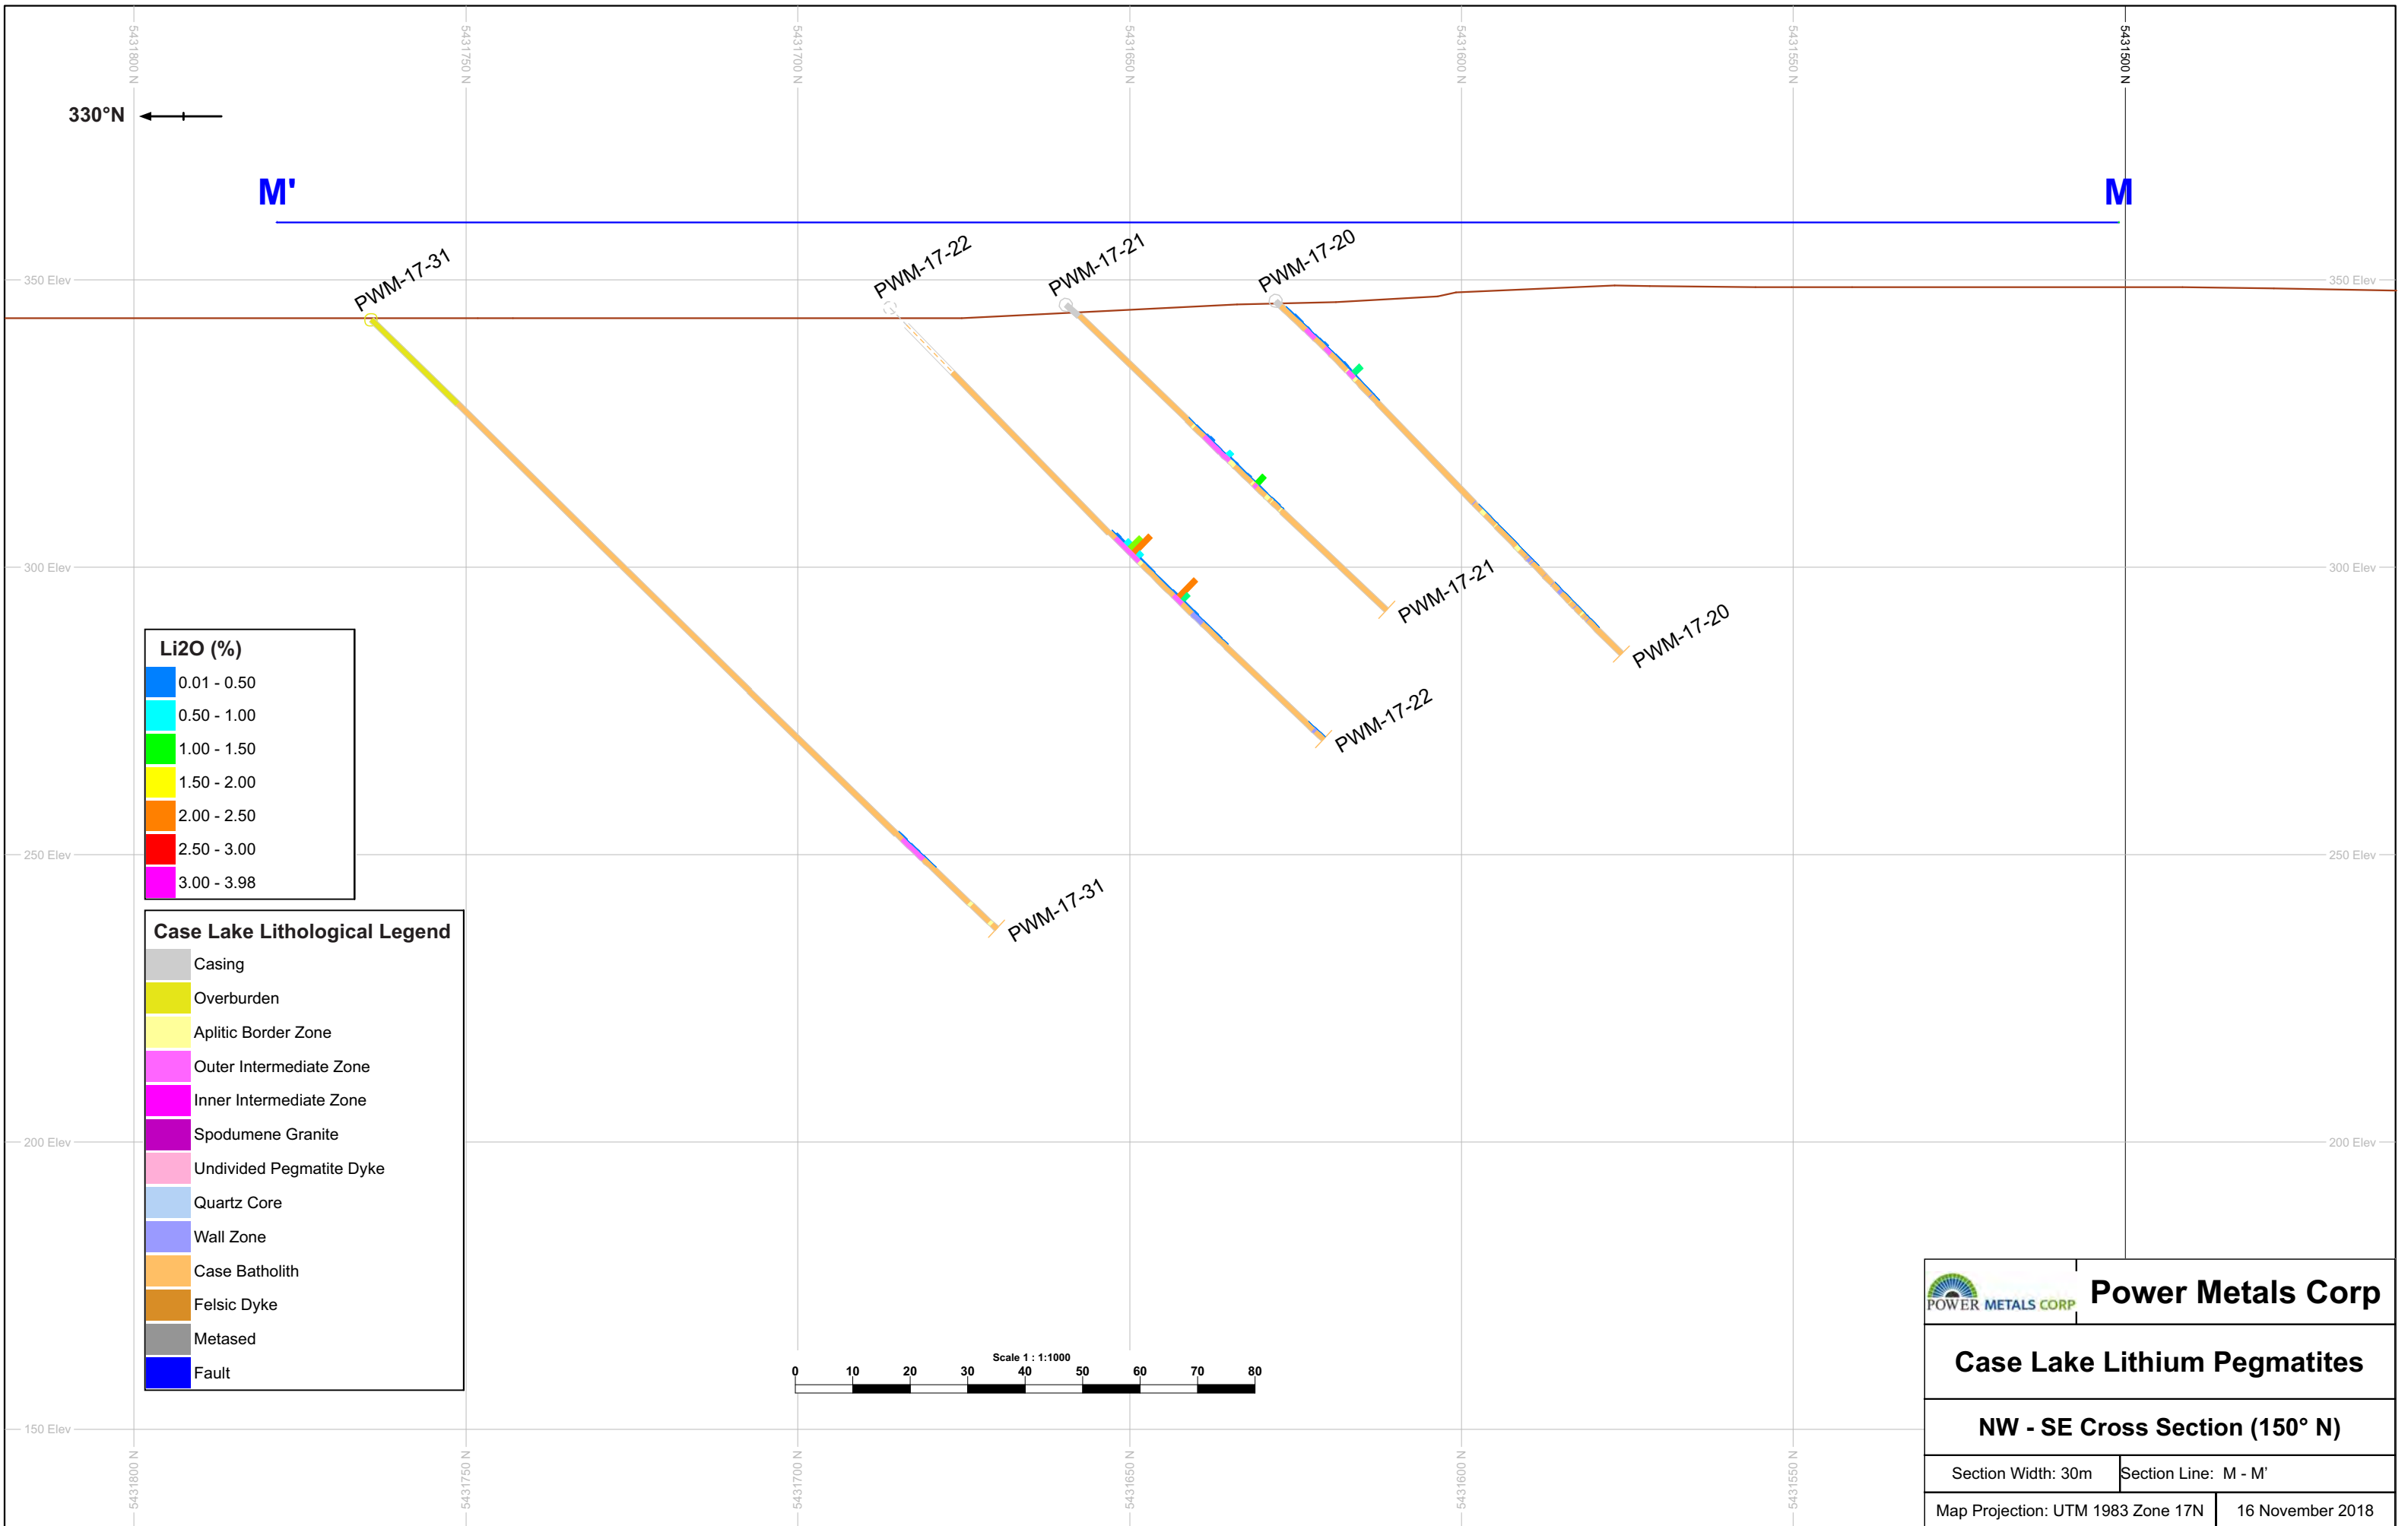 5431800 N
5431750 N
5431700 N
5431650 N
5431600 N
5431550 N
5431500 N
330°N
M'
M
PWM-17-31
PWM-17-22
PWM-17-21
PWM-17-20
350 Elev
350 Elev
300 Elev
300 Elev
PWM-17-21
PWM-17-20
PWM-17-22
PWM-17-31
250 Elev
250 Elev
200 Elev
200 Elev
150 Elev
Li2O (%)
0.01 - 0.50
0.50 - 1.00
1.00 - 1.50
1.50 - 2.00
2.00 - 2.50
2.50 - 3.00
3.00 - 3.98
Case Lake Lithological Legend
Casing
Overburden
Aplitic Border Zone
Outer Intermediate Zone
Inner Intermediate Zone
Spodumene Granite
Undivided Pegmatite Dyke
Quartz Core
Wall Zone
Case Batholith
Felsic Dyke
Metased
Fault
Scale 1 : 1:1000
0 10 20 30 40 50 60 70 80
POWER METALS CORP
Power Metals Corp
Case Lake Lithium Pegmatites
NW - SE Cross Section (150° N)
Section Width: 30m
Section Line: M - M'
Map Projection: UTM 1983 Zone 17N
16 November 2018
5431800 N
5431750 N
5431700 N
5431650 N
5431600 N
5431550 N